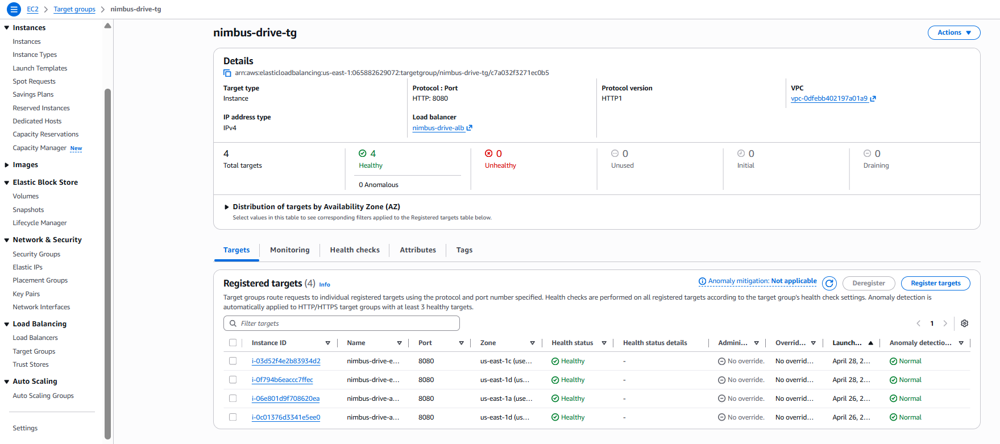 EC2 > Target groups > nimbus-drive-tg
Instances
Instances
Instance Types
Launch Templates
Spot Requests
Savings Plans
Reserved Instances
Dedicated Hosts
Capacity Reservations
Capacity Manager New
Images
Elastic Block Store
Volumes
Snapshots
Lifecycle Manager
Network & Security
Security Groups
Elastic IPs
Placement Groups
Key Pairs
Network Interfaces
Load Balancing
Load Balancers
Target Groups
Trust Stores
Auto Scaling
Auto Scaling Groups
Settings
nimbus-drive-tg
Actions
Details
arn:aws:elasticloadbalancing:us-east-1:065882629072:targetgroup/nimbus-drive-tg/c7a032f3271ec0b5
Target type
Instance
Protocol : Port
HTTP: 8080
Protocol version
HTTP1
VPC
vpc-0dfebb402197a01a9
IP address type
IPv4
Load balancer
nimbus-drive-alb
4
Total targets
4
Healthy
0 Anomalous
0
Unhealthy
0
Unused
0
Initial
0
Draining
Distribution of targets by Availability Zone (AZ)
Select values in this table to see corresponding filters applied to the Registered targets table below.
Targets Monitoring Health checks Attributes Tags
Registered targets (4) Info
Anomaly mitigation: Not applicable
Deregister
Register targets
Target groups route requests to individual registered targets using the protocol and port number specified. Health checks are performed on all registered targets according to the target group's health check settings. Anomaly detection is
automatically applied to HTTP/HTTPS target groups with at least 3 healthy targets.
Filter targets
1
Instance ID Name Port Zone Health status Health status details Admini... Overrid... Launch... Anomaly detectio...
i-03d52f4e2b83934d2 nimbus-drive-e... 8080 us-east-1c (use... Healthy - No override. No overrid... April 28, 2... Normal
i-0f794b6eaccc7ffec nimbus-drive-e... 8080 us-east-1d (us... Healthy - No override. No overrid... April 28, 2... Normal
i-06e801d9f708620ea nimbus-drive-a... 8080 us-east-1a (use... Healthy - No override. No overrid... April 26, 2... Normal
i-0c01376d3341e5ee0 nimbus-drive-a... 8080 us-east-1d (us... Healthy - No override. No overrid... April 26, 2... Normal